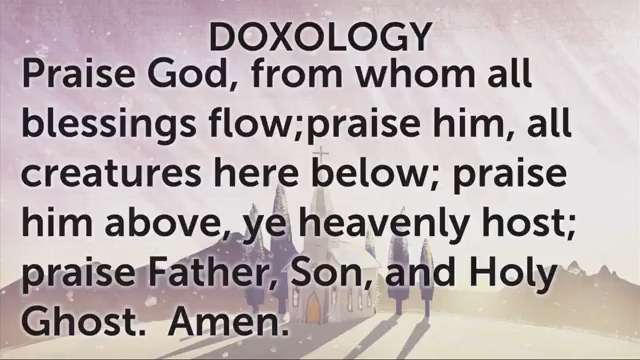 DOXOLOGY
Praise God, from whom all
blessings flow;praise him, all
creatures here below; praise
him above, ye heavenly host;
praise Father, Son, and Holy
Ghost.  Amen.